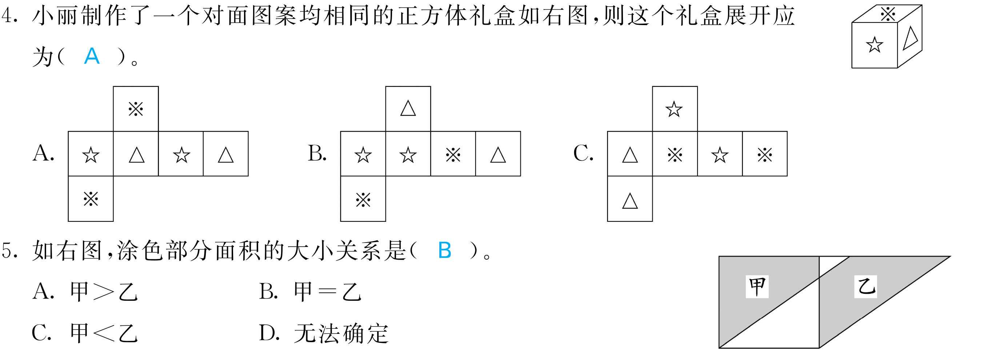 4. 小丽制作了一个对面图案均相同的正方体礼盒如右图,则这个礼盒展开应
为( A )。
※
☆ △
A. ※
☆ △ ☆ △
※
B. △
☆ ☆ ※ △
※
C. ☆
△ ※ ☆ ※
△
5. 如右图,涂色部分面积的大小关系是( B )。
A. 甲>乙 B. 甲=乙
C. 甲<乙 D. 无法确定
甲 乙